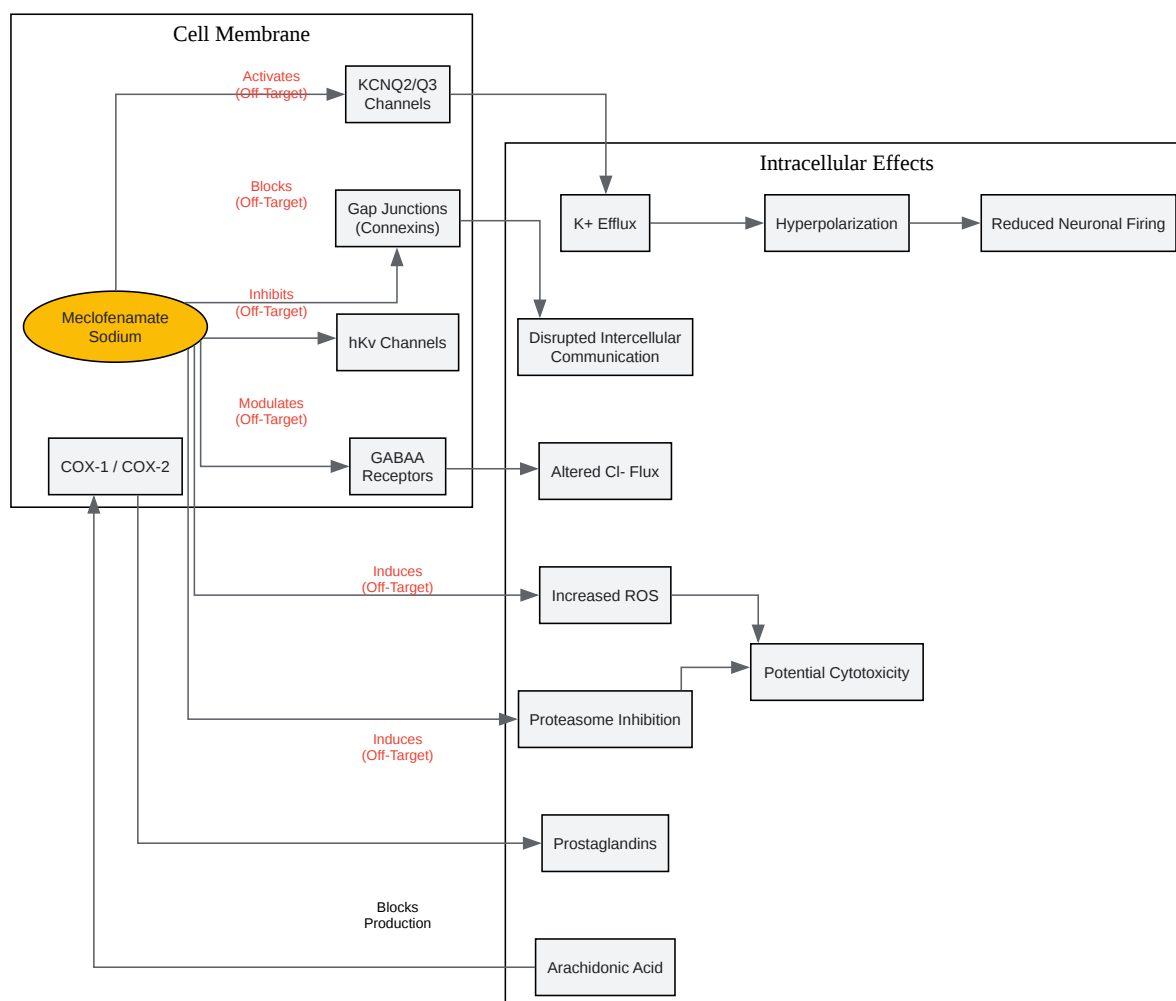 Cell Membrane
Activates
(Off-Target)
KCNQ2/Q3
Channels
Intracellular Effects
Blocks
(Off-Target)
Gap Junctions
(Connexins)
K+ Efflux
Hyperpolarization
Reduced Neuronal Firing
Meclofenamate
Sodium
Inhibits
(Off-Target)
hKv Channels
Disrupted Intercellular
Communication
Modulates
(Off-Target)
COX-1 / COX-2
GABAA
Receptors
Altered Cl- Flux
Induces
(Off-Target)
Increased ROS
Potential Cytotoxicity
Proteasome Inhibition
Induces
(Off-Target)
Prostaglandins
Blocks
Production
Arachidonic Acid